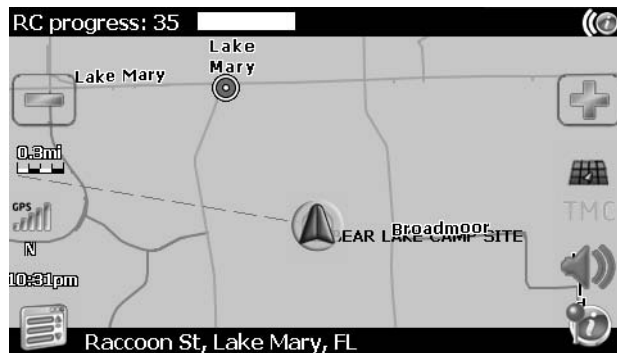 RC progress: 35
Lake
Mary
Lake Mary
0.3mi
TMC
GPS
Broadmoor
BEAR LAKE CAMP SITE
N
10:31pm
Raccoon St, Lake Mary, FL